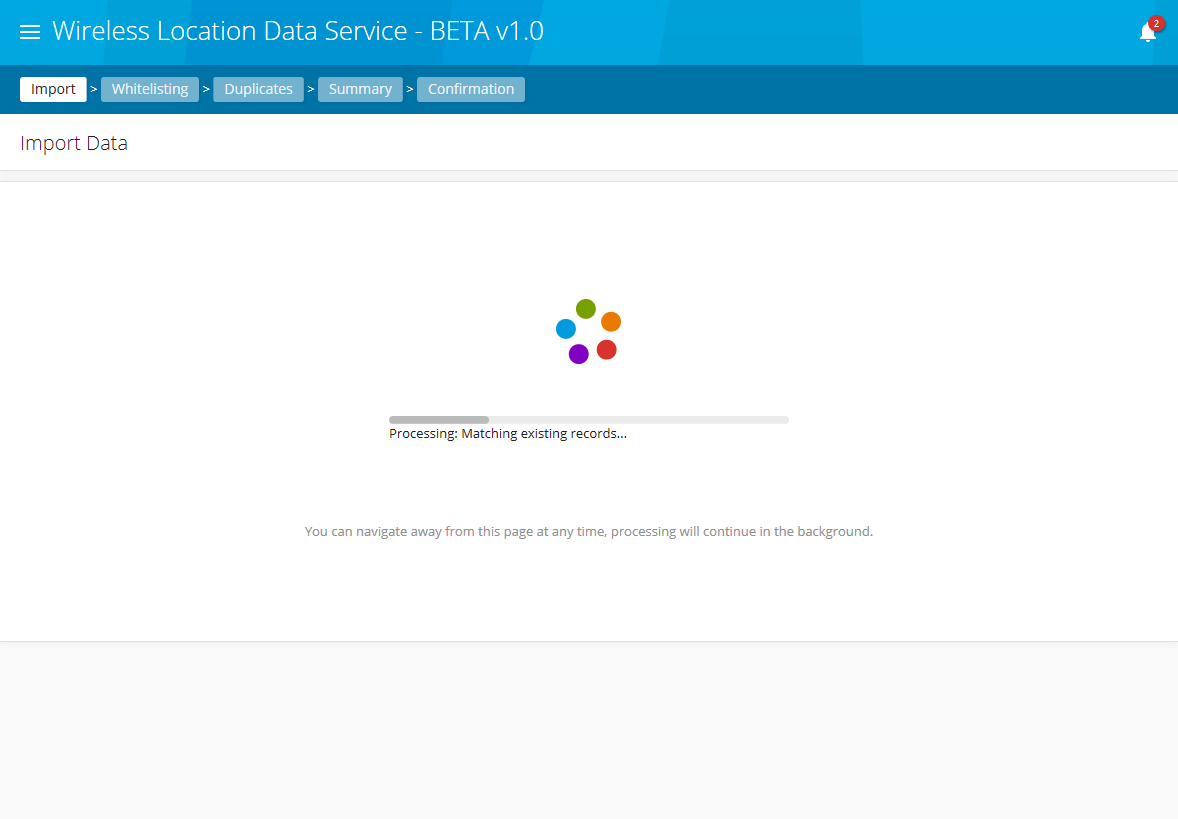 Wireless Location Data Service - BETA v1.0
2
Import > Whitelisting > Duplicates > Summary > Confirmation
Import Data
Processing: Matching existing records...
You can navigate away from this page at any time, processing will continue in the background.